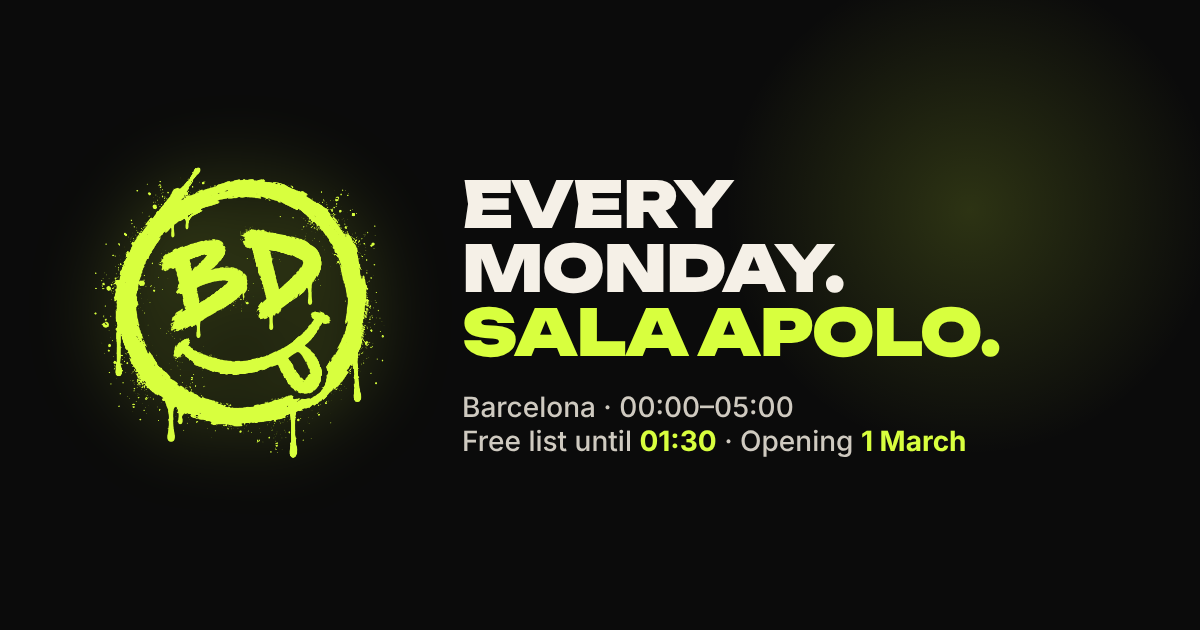 BD
EVERY
MONDAY.
SALA APOLO.
Barcelona · 00:00–05:00
Free list until 01:30 · Opening 1 March